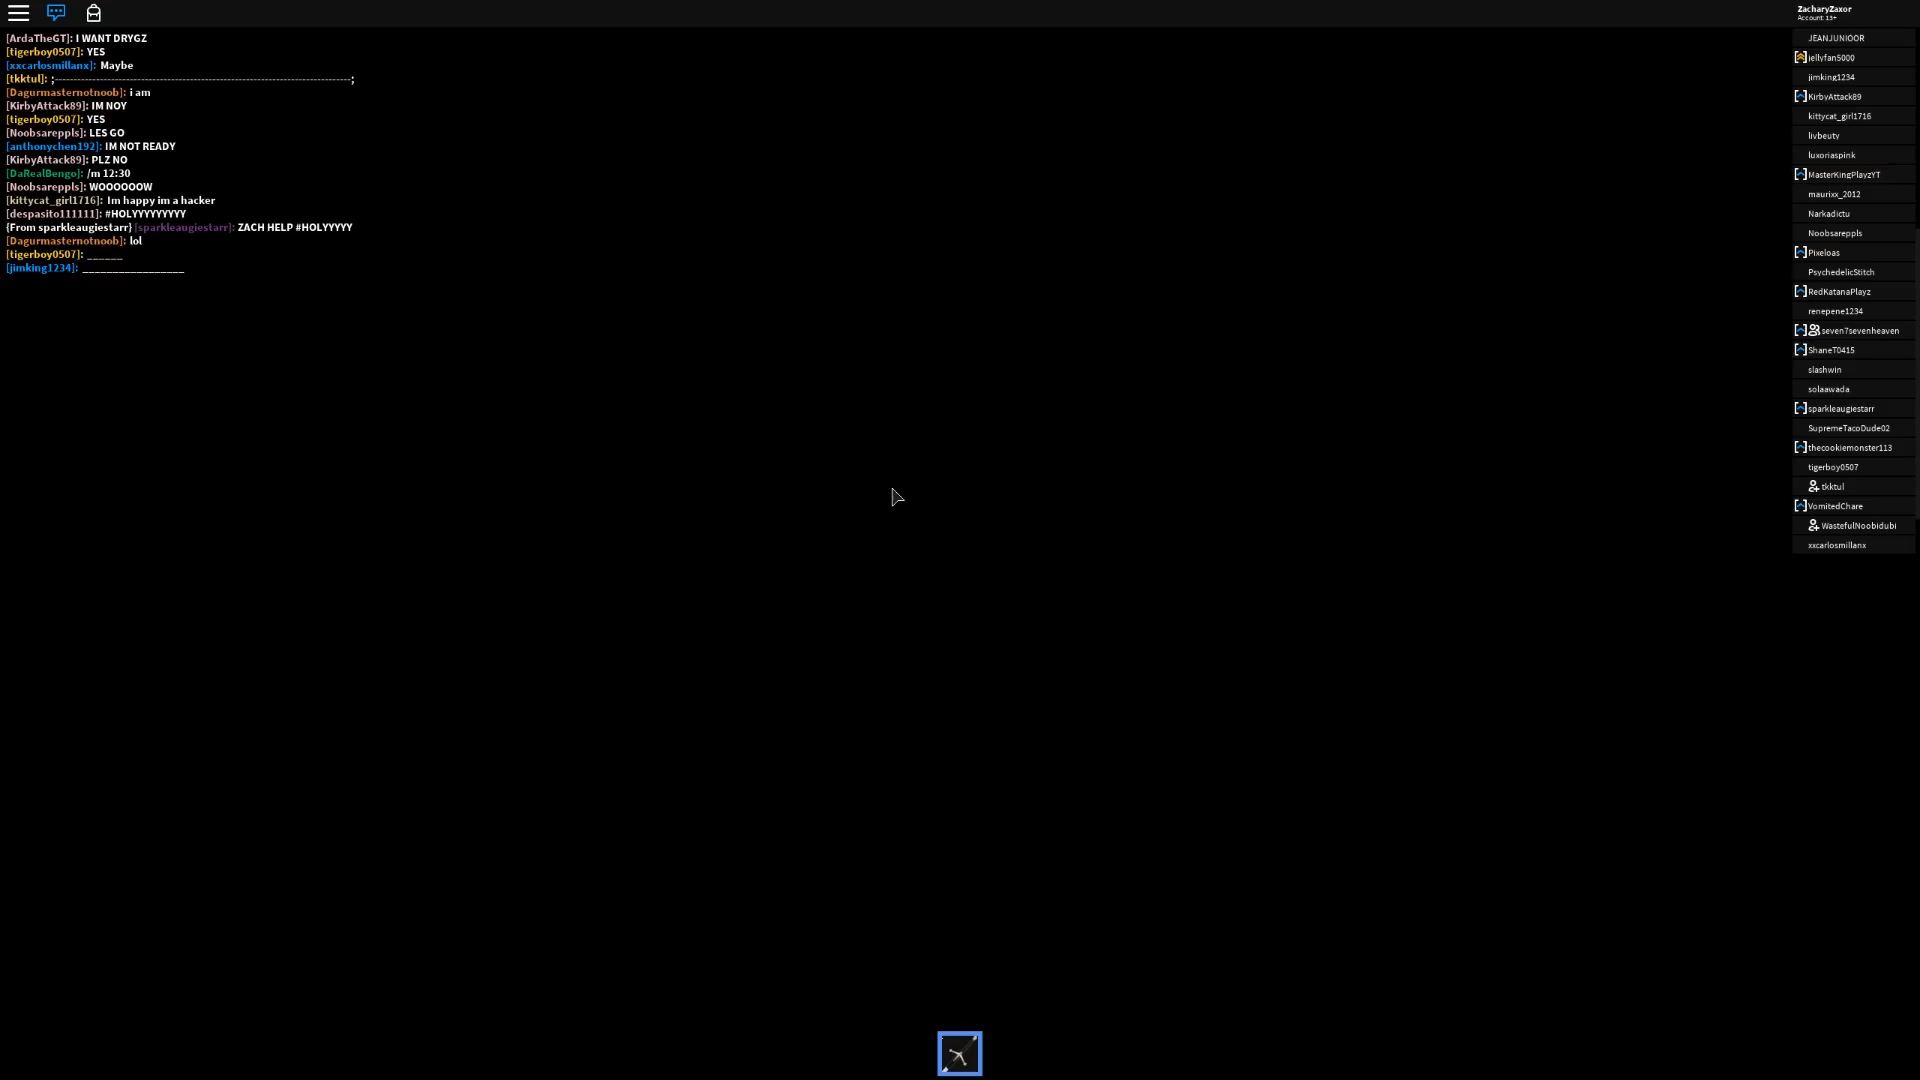 ZacharyZaxor
Account: 13+
[ArdaTheGT]: I WANT DRYGZ
[tigerboy0507]: YES
[xxcarlosmillanx]: Maybe
[tkktul]: ;------------------------------------------------------------------------------;
[Dagurmasternotnoob]: i am
[KirbyAttack89]: IM NOY
[tigerboy0507]: YES
[Noobsareppls]: LES GO
[anthonychen192]: IM NOT READY
[KirbyAttack89]: PLZ NO
[DaRealBengo]: /m 12:30
[Noobsareppls]: WOOOOOOW
[kittycat_girl1716]: Im happy im a hacker
[despasito111111]: #HOLYYYYYYYYY
{From sparkleaugiestarr} [sparkleaugiestarr]: ZACH HELP #HOLYYYYY
[Dagurmasternotnoob]: lol
[tigerboy0507]: ______
[jimking1234]: _________________
JEANJUNIOOR
jellyfan5000
jimking1234
KirbyAttack89
kittycat_girl1716
livbeuty
luxoriaspink
MasterKingPlayzYT
maurixx_2012
Narkadictu
Noobsareppls
Pixeloas
PsychedelicStitch
RedKatanaPlayz
renepene1234
seven7sevenheaven
ShaneT0415
slashwin
solaawada
sparkleaugiestarr
SupremeTacoDude02
thecookiemonster113
tigerboy0507
tkktul
VomitedChare
WastefulNoobidubi
xxcarlosmillanx